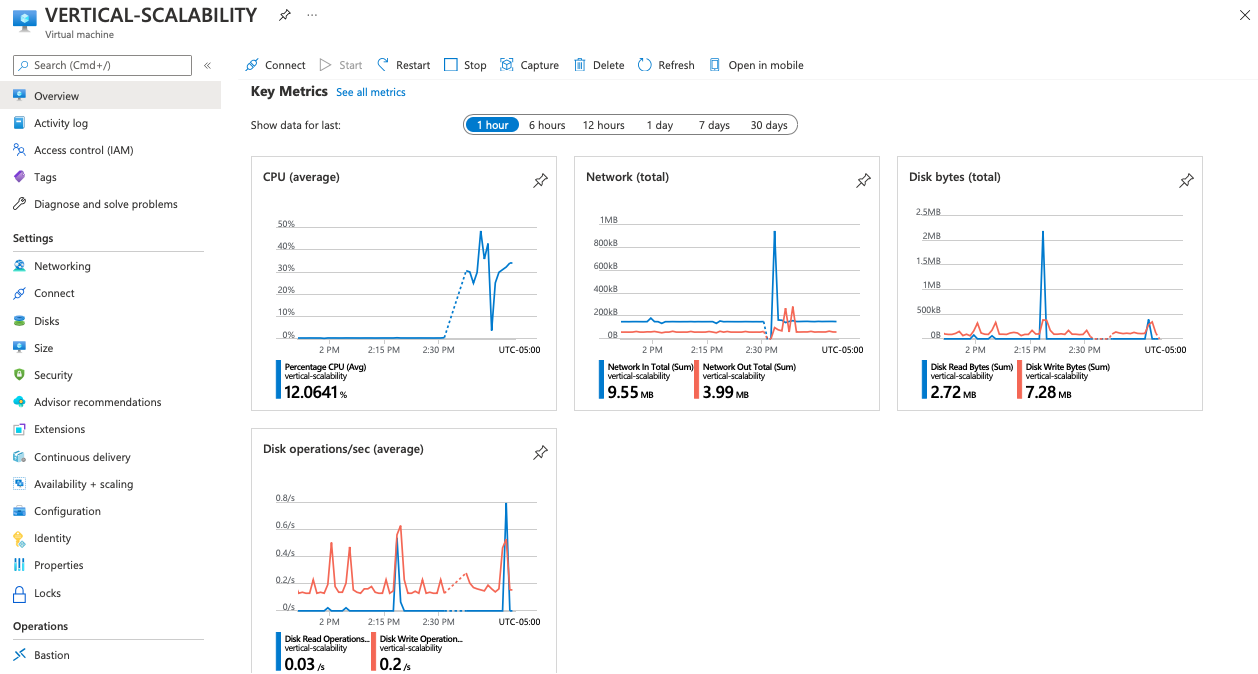 VERTICAL-SCALABILITY
...
Virtual machine
Search (Cmd+/)
«
Connect Start Restart Stop Capture Delete Refresh Open in mobile
Overview
Activity log
Access control (IAM)
Tags
Diagnose and solve problems
Settings
Networking
Connect
Disks
Size
Security
Advisor recommendations
Extensions
Continuous delivery
Availability + scaling
Configuration
Identity
Properties
Locks
Operations
Bastion
Key Metrics See all metrics
Show data for last: 1 hour 6 hours 12 hours 1 day 7 days 30 days
CPU (average)
50%
40%
30%
20%
10%
0%
2 PM 2:15 PM 2:30 PM UTC-05:00
Percentage CPU (Avg)
vertical-scalability
12.0641 %
Network (total)
1MB
800kB
600kB
400kB
200kB
0B
2 PM 2:15 PM 2:30 PM UTC-05:00
Network In Total (Sum) Network Out Total (Sum)
vertical-scalability vertical-scalability
9.55 MB 3.99 MB
Disk bytes (total)
2.5MB
2MB
1.5MB
1MB
500kB
0B
2 PM 2:15 PM 2:30 PM UTC-05:00
Disk Read Bytes (Sum) Disk Write Bytes (Sum)
vertical-scalability vertical-scalability
2.72 MB 7.28 MB
Disk operations/sec (average)
0.8/s
0.6/s
0.4/s
0.2/s
0/s
2 PM 2:15 PM 2:30 PM UTC-05:00
Disk Read Operations... Disk Write Operation...
vertical-scalability vertical-scalability
0.03 /s 0.2 /s